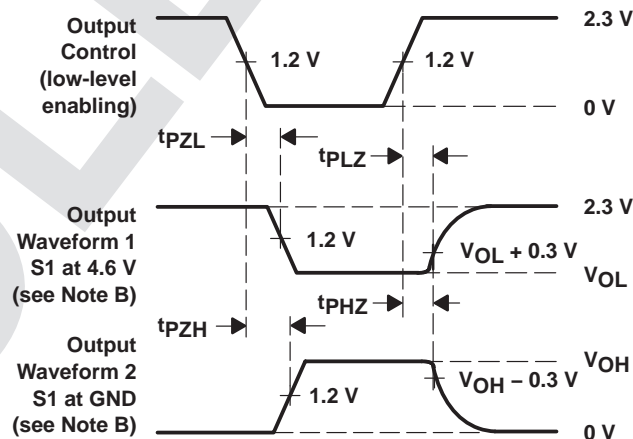 Output
Control
(low-level
enabling)
2.3 V
1.2 V
1.2 V
0 V
tPZL
tPLZ
Output
Waveform 1
S1 at 4.6 V
(see Note B)
2.3 V
1.2 V
VOL + 0.3 V
VOL
tPZH
tPHZ
Output
Waveform 2
S1 at GND
(see Note B)
VOH
VOH − 0.3 V
1.2 V
0 V